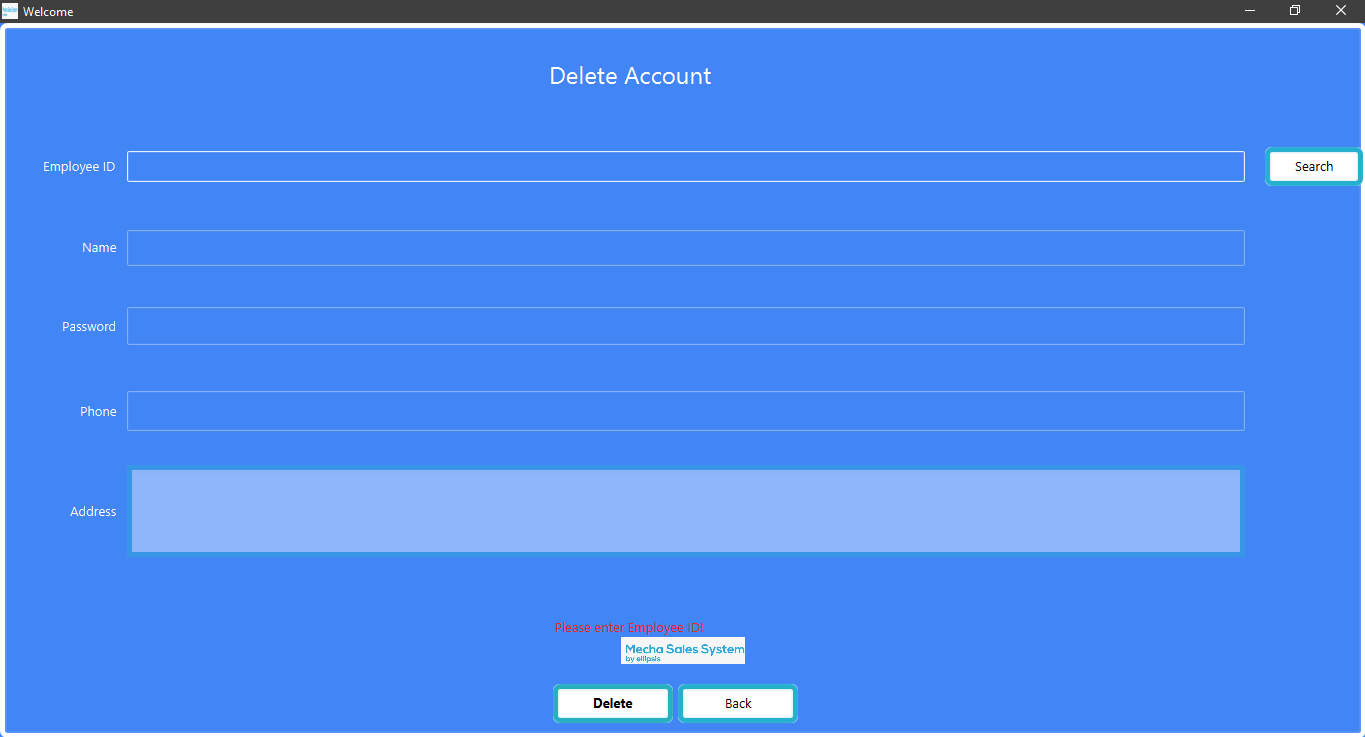 Welcome
Delete Account
Employee ID
Search
Name
Password
Phone
Address
Please enter Employee ID!
Mecha Sales System
by ellipsis
Delete Back